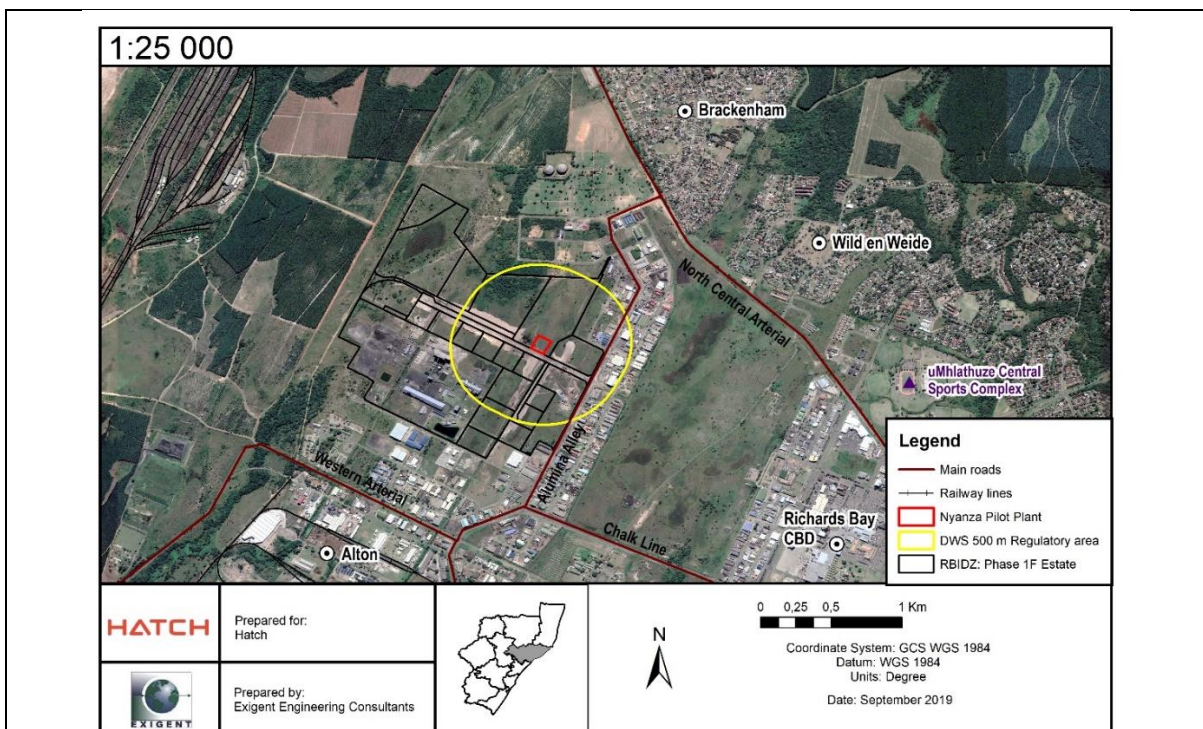 1:25 000
Brackenham
Wild en Weide
North Central Arterial
uMhlathuze Central
Sports Complex
Alumina Alley
Western Arterial
Chalk Line
Alton
Richards Bay
CBD
Legend
Main roads
Railway lines
Nyanza Pilot Plant
DWS 500 m Regulatory area
RBIDZ: Phase 1F Estate
HATCH
Prepared for:
Hatch
EXIGENT
Prepared by:
Exigent Engineering Consultants
N
0 0,25 0,5 1 Km
Coordinate System: GCS WGS 1984
Datum: WGS 1984
Units: Degree
Date: September 2019